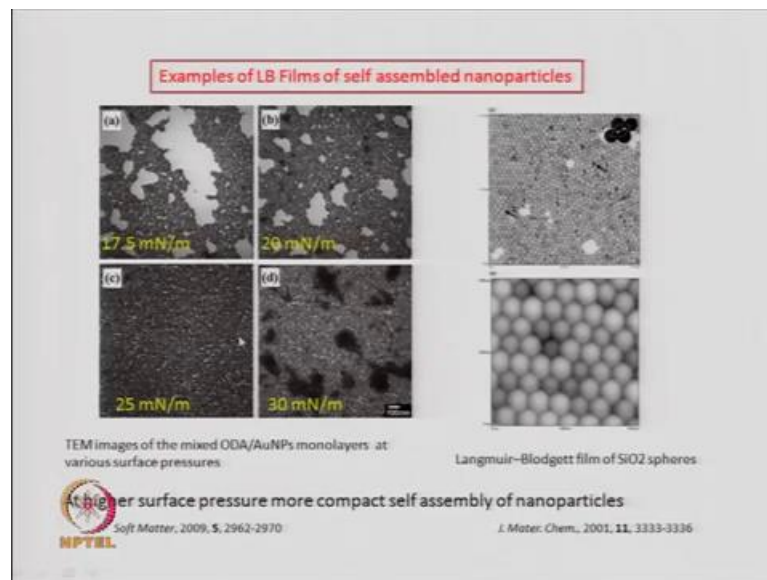 Examples of LB Films of self assembled nanoparticles
(a)
(b)
17.5 mN/m
20 mN/m
(c)
(d)
25 mN/m
30 mN/m
TEM images of the mixed ODA/AuNPs monolayers at
various surface pressures
Langmuir–Blodgett film of SiO2 spheres
At higher surface pressure more compact self assembly of nanoparticles
Soft Matter, 2009, 5, 2962-2970
J. Mater. Chem., 2001, 11, 3333-3336
NPTEL